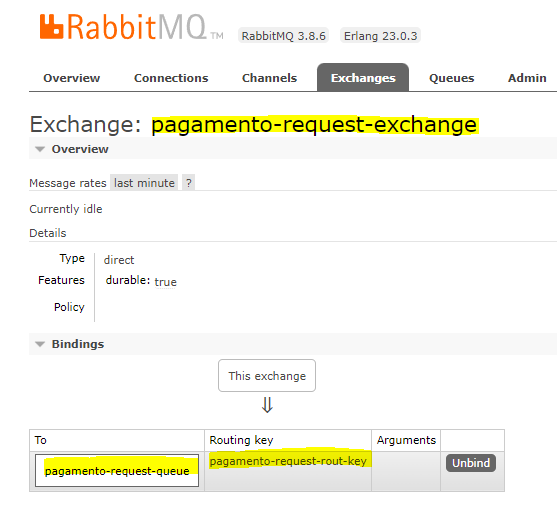 RabbitMQ TM RabbitMQ 3.8.6 Erlang 23.0.3
Overview Connections Channels Exchanges Queues Admin
Exchange: pagamento-request-exchange
Overview
Message rates last minute ?
Currently idle
Details
Type direct
Features durable: true
Policy
Bindings
This exchange
⇓
To Routing key Arguments
pagamento-request-queue pagamento-request-rout-key Unbind